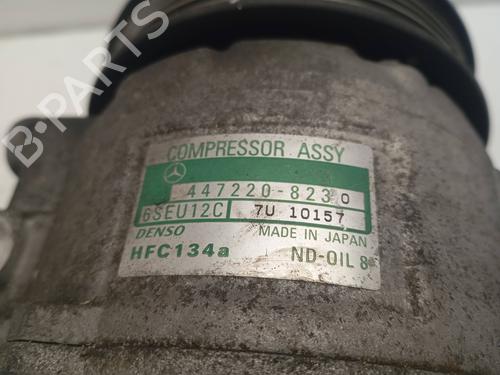 COMPRESSOR ASSY
447220-8230
6SEU12C 7U 10157
DENSO MADE IN JAPAN
HFC134a ND-OIL 8
B-PARTS